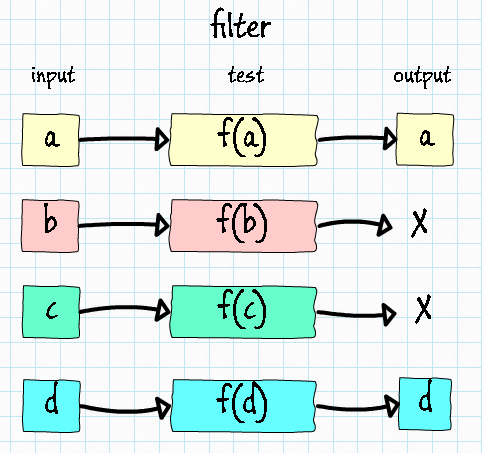 filter
input test output
a f(a) a
b f(b) X
c f(c) X
d f(d) d